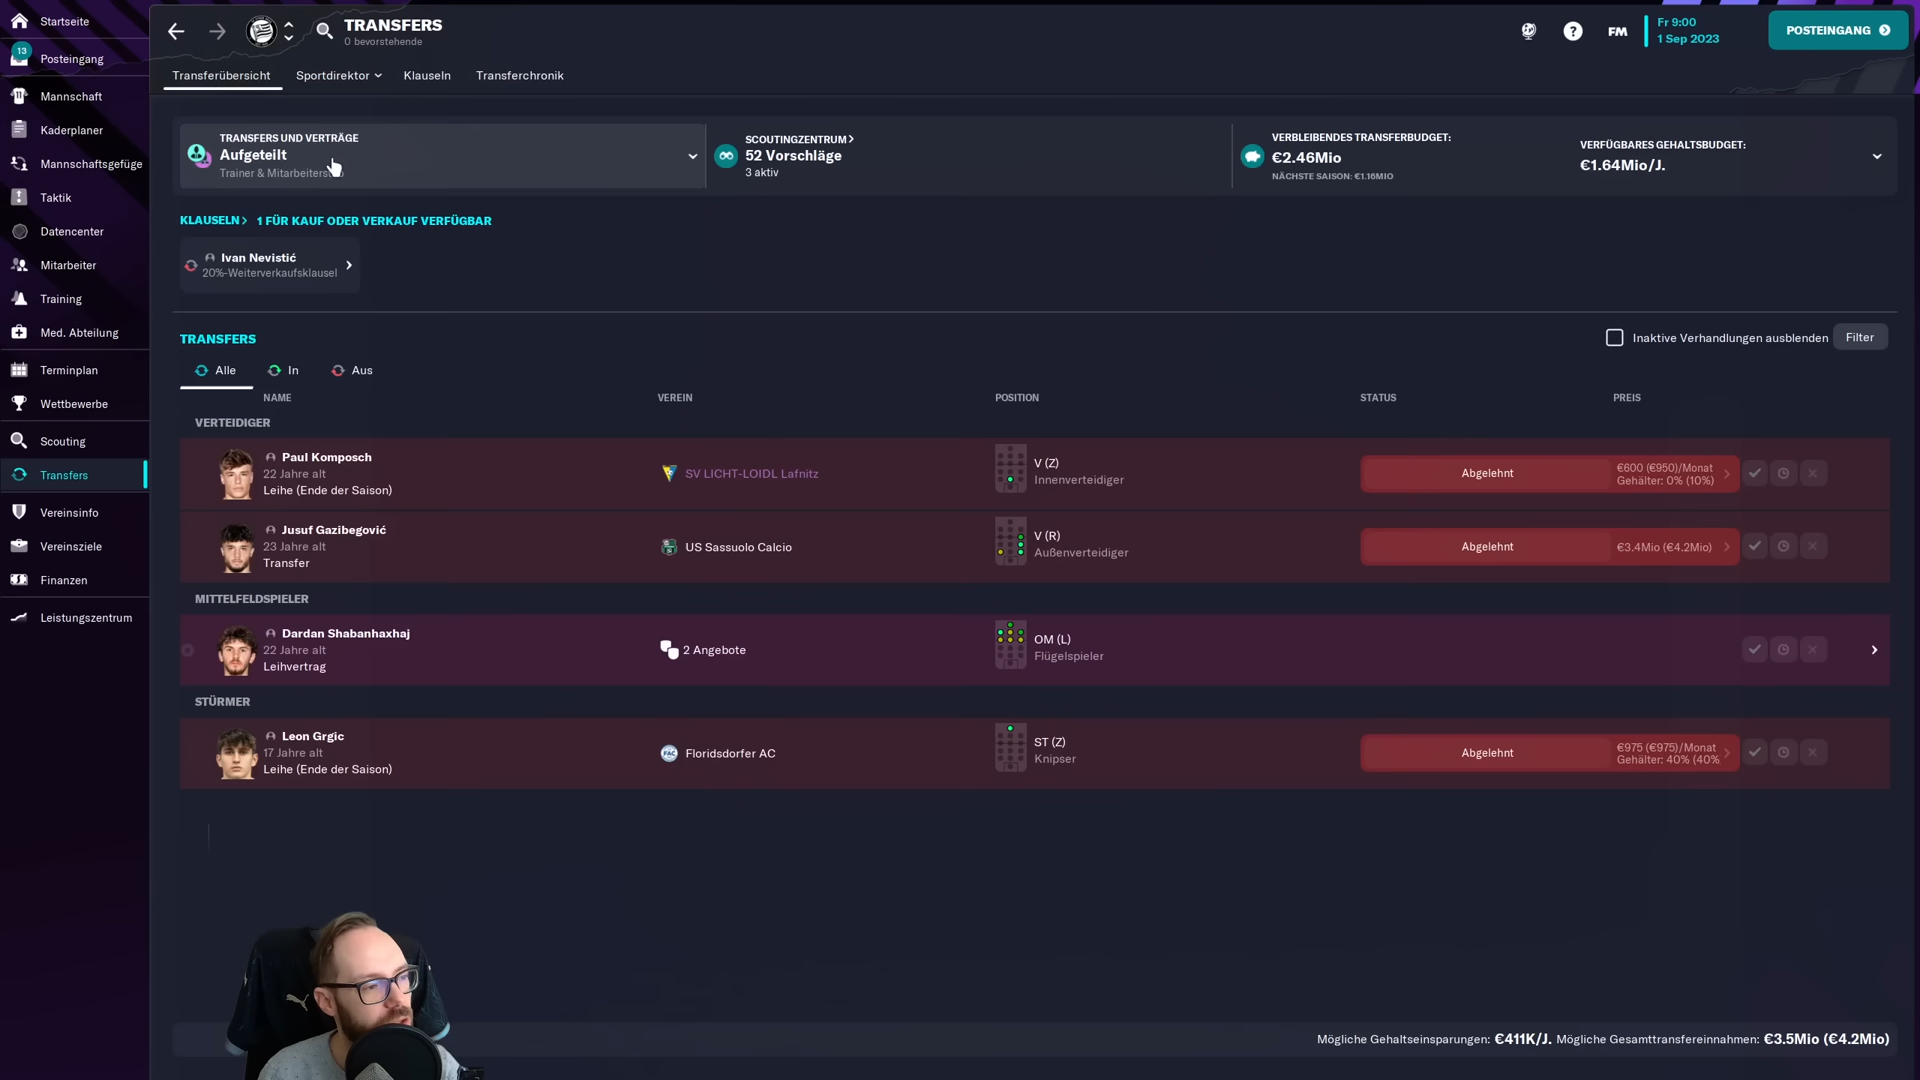 Startseite
TRANSFERS
0 bevorstehende
FM
Fr 9:00
1 Sep 2023
POSTEINGANG
13
Posteingang
Mannschaft
Kaderplaner
Mannschaftsgefüge
Taktik
Datencenter
Mitarbeiter
Training
Med. Abteilung
Terminplan
Wettbewerbe
Scouting
Transfers
Vereinsinfo
Vereinsziele
Finanzen
Leistungszentrum
Transferübersicht
Sportdirektor
Klauseln
Transferchronik
TRANSFERS UND VERTRÄGE
Aufgeteilt
SCOUTINGZENTRUM
52 Vorschläge
3 aktiv
VERBLEIBENDES TRANSFERBUDGET:
€2.46Mio
NÄCHSTE SAISON: €1.16MIO
VERFÜGBARES GEHALTSBUDGET:
€1.64Mio/J.
KLAUSELN 1 FÜR KAUF ODER VERKAUF VERFÜGBAR
Ivan Nevistić
20%-Weiterverkaufsklausel
TRANSFERS
Inaktive Verhandlungen ausblenden
Filter
Alle
In
Aus
NAME
VEREIN
POSITION
STATUS
PREIS
VERTEIDIGER
Paul Komposch
22 Jahre alt
Leihe (Ende der Saison)
SV LICHT-LOIDL Lafnitz
V (Z)
Innenverteidiger
Abgelehnt
€600 (€950)/Monat
Gehälter: 0% (10%)
Jusuf Gazibegović
23 Jahre alt
Transfer
US Sassuolo Calcio
V (R)
Außenverteidiger
Abgelehnt
€3.4Mio (€4.2Mio)
MITTELFELDSPIELER
Dardan Shabanhaxhaj
22 Jahre alt
Leihvertrag
2 Angebote
OM (L)
Flügelspieler
STÜRMER
Leon Grgic
17 Jahre alt
Leihe (Ende der Saison)
FAC
Floridsdorfer AC
ST (Z)
Knipser
Abgelehnt
€975 (€975)/Monat
Gehälter: 40% (40%
Mögliche Gehaltseinsparungen: €411K/J. Mögliche Gesamttransfereinnahmen: €3.5Mio (€4.2Mio)